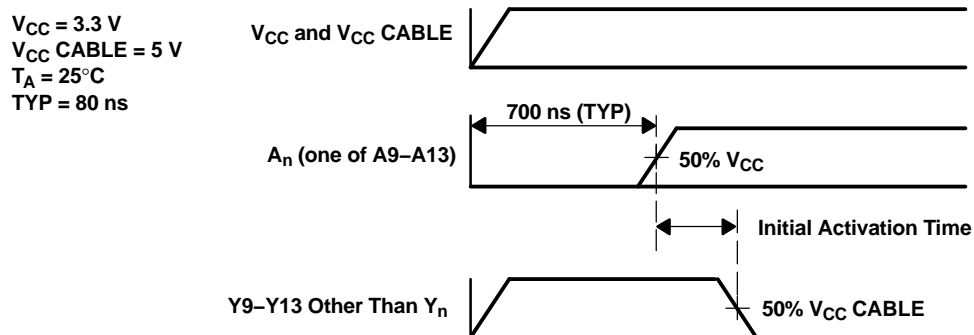 V_CC = 3.3 V
V_CC CABLE = 5 V
T_A = 25°C
TYP = 80 ns
V_CC and V_CC CABLE
700 ns (TYP)
A_n (one of A9–A13)
50% V_CC
Initial Activation Time
Y9–Y13 Other Than Y_n
50% V_CC CABLE